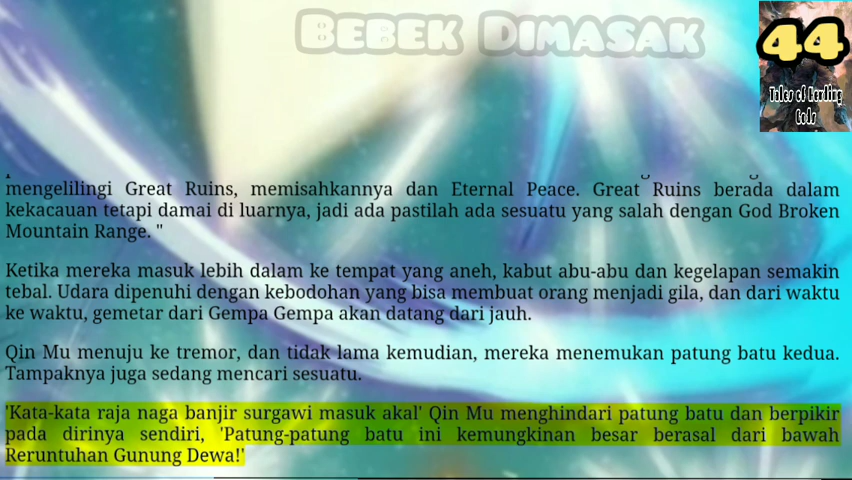 BEBEK DIMASAK
44
Tales of Herding
Gods
mengelilingi Great Ruins, memisahkannya dan Eternal Peace. Great Ruins berada dalam
kekacauan tetapi damai di luarnya, jadi ada pastilah ada sesuatu yang salah dengan God Broken
Mountain Range. "
Ketika mereka masuk lebih dalam ke tempat yang aneh, kabut abu-abu dan kegelapan semakin
tebal. Udara dipenuhi dengan kebodohan yang bisa membuat orang menjadi gila, dan dari waktu
ke waktu, gemetar dari Gempa Gempa akan datang dari jauh.
Qin Mu menuju ke tremor, dan tidak lama kemudian, mereka menemukan patung batu kedua.
Tampaknya juga sedang mencari sesuatu.
'Kata-kata raja naga banjir surgawi masuk akal' Qin Mu menghindari patung batu dan berpikir
pada dirinya sendiri, 'Patung-patung batu ini kemungkinan besar berasal dari bawah
Reruntuhan Gunung Dewa!'